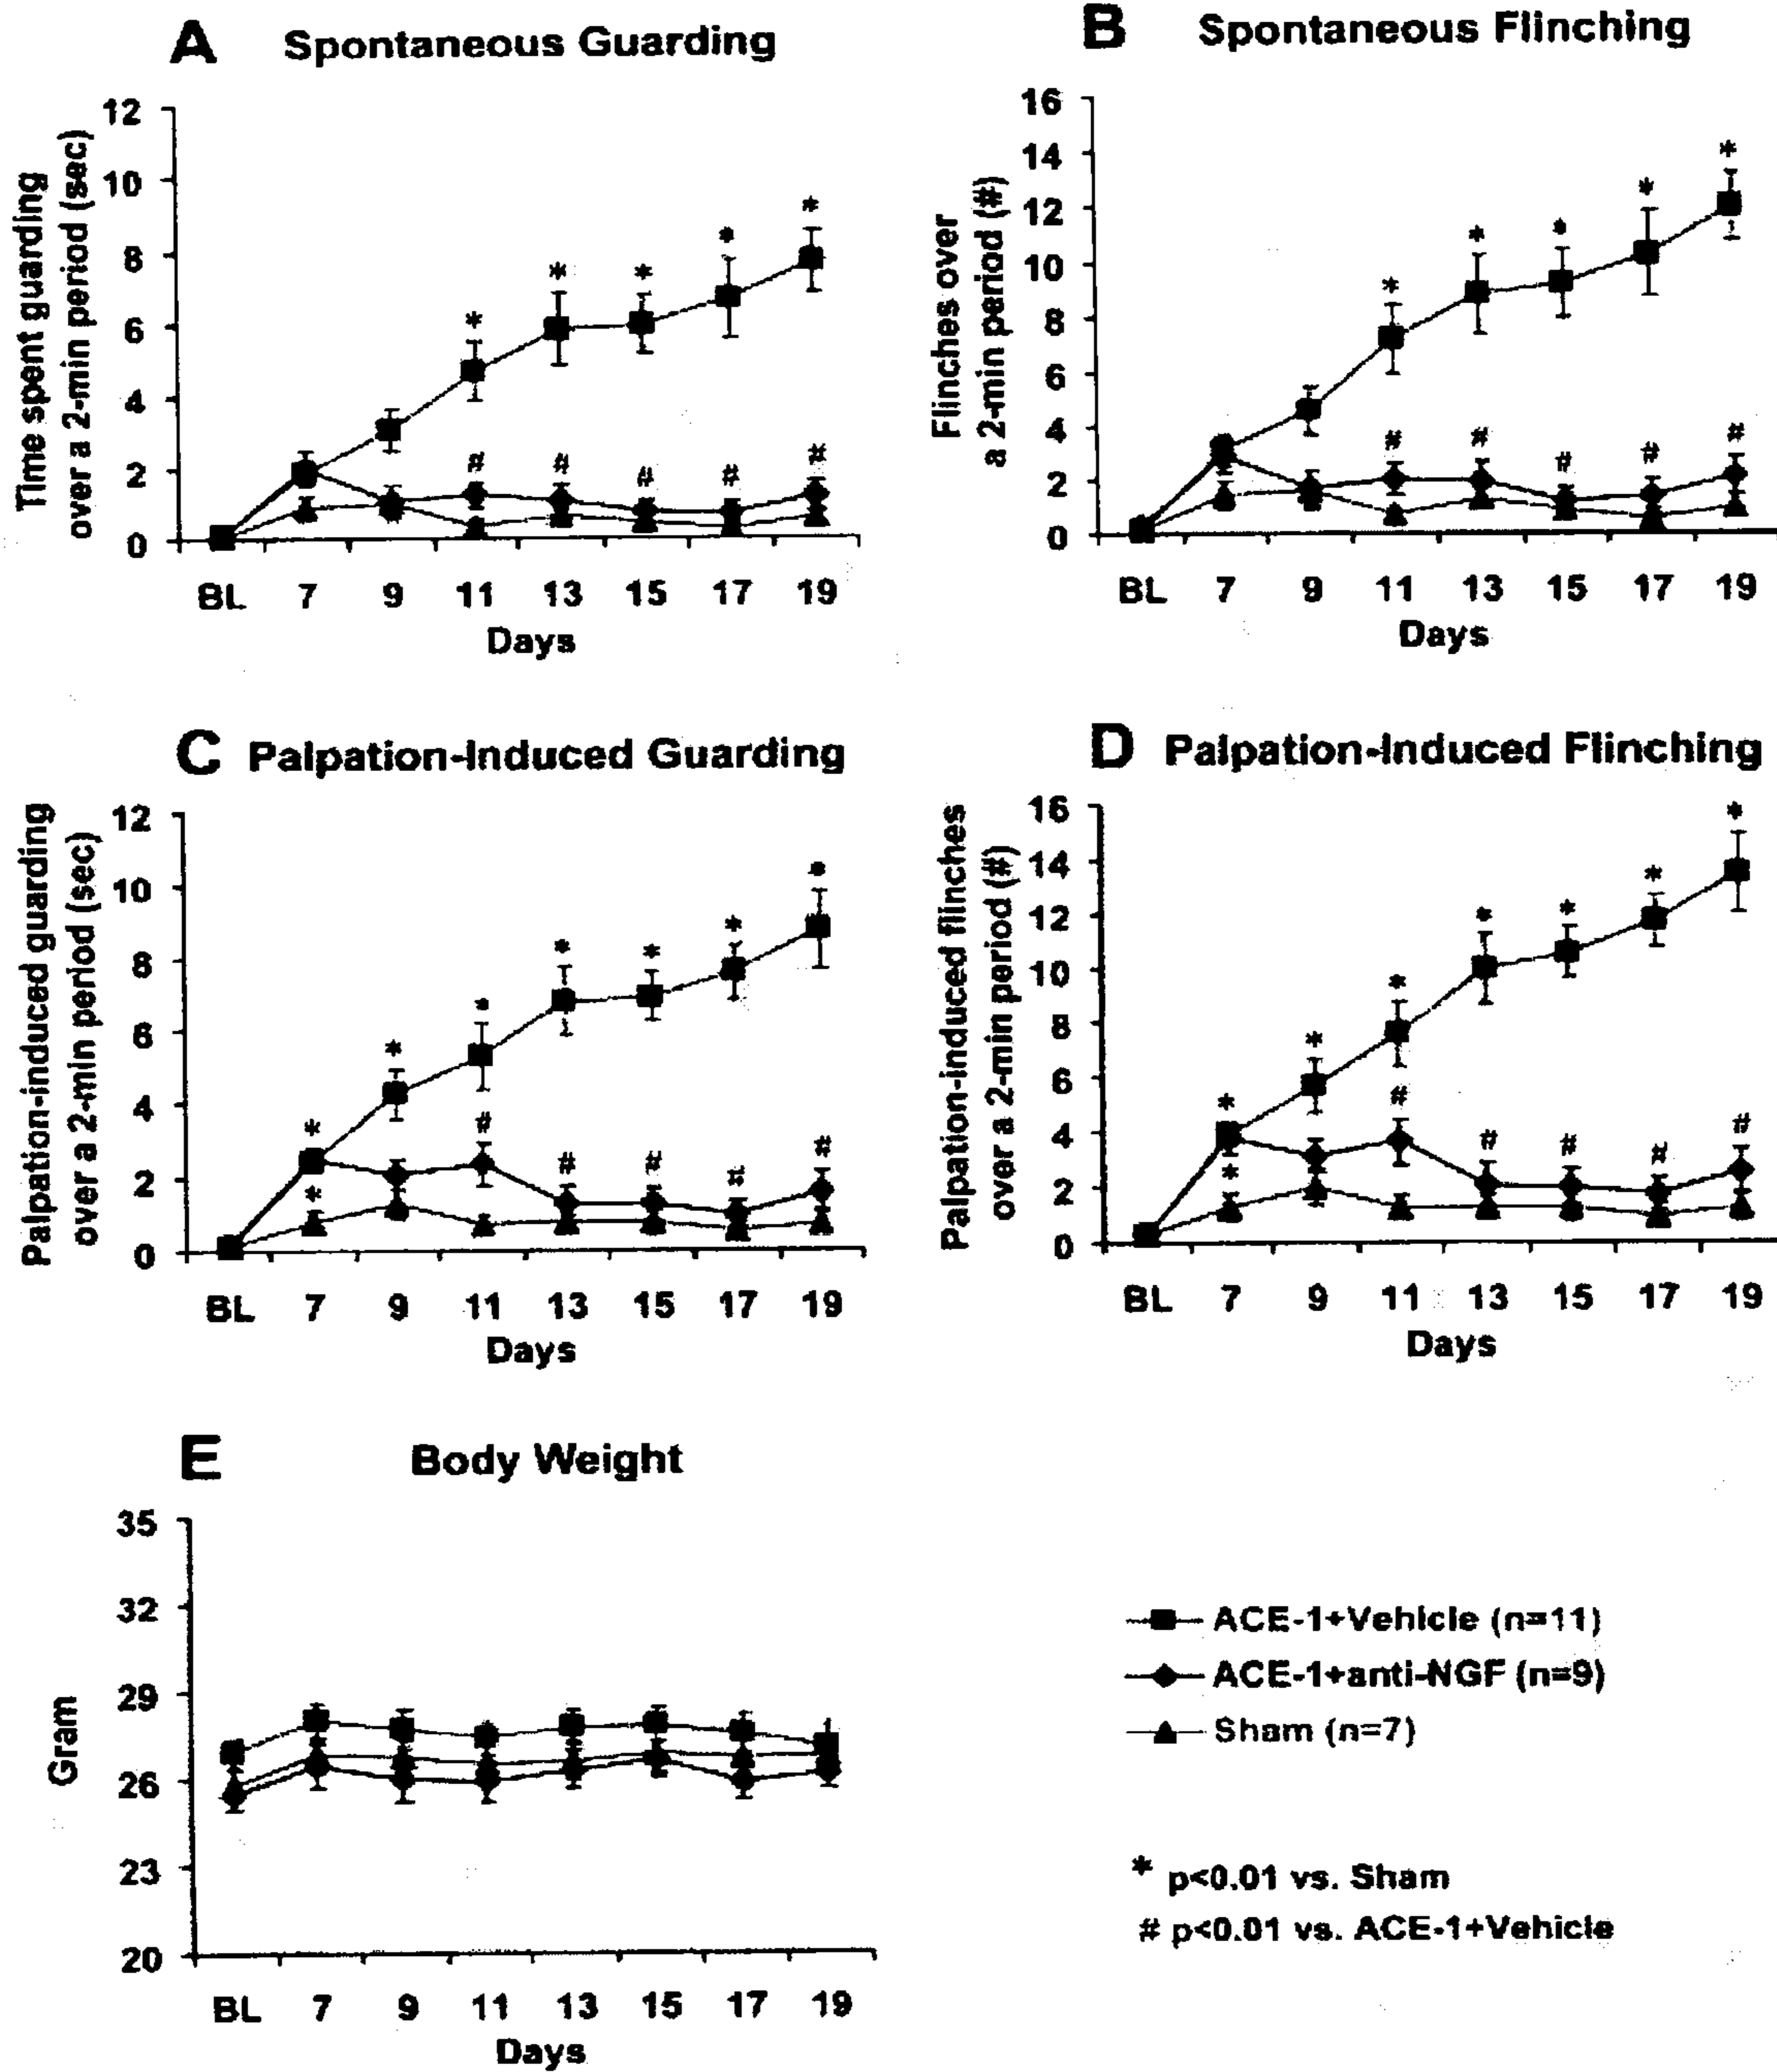 A Spontaneous Guarding
Time spent guarding
over a 2-min period (sec)
12
10
8
6
4
2
0
* * * * *
# # # # #
BL 7 9 11 13 15 17 19
Days
B Spontaneous Flinching
Flinches over
a 2-min period (#)
16
14
12
10
8
6
4
2
0
* * * * *
# # # # #
BL 7 9 11 13 15 17 19
Days
C Palpation-Induced Guarding
Palpation-induced guarding
over a 2-min period (sec)
12
10
8
6
4
2
0
* * * * * * *
*
# # # # #
BL 7 9 11 13 15 17 19
Days
D Palpation-Induced Flinching
Palpation-induced flinches
over a 2-min period (#)
16
14
12
10
8
6
4
2
0
* * * * * * *
*
# # # # #
BL 7 9 11 13 15 17 19
Days
E Body Weight
Gram
35
32
29
26
23
20
BL 7 9 11 13 15 17 19
Days
ACE-1+Vehicle (n=11)
ACE-1+anti-NGF (n=9)
Sham (n=7)
* p<0.01 vs. Sham
# p<0.01 vs. ACE-1+Vehicle